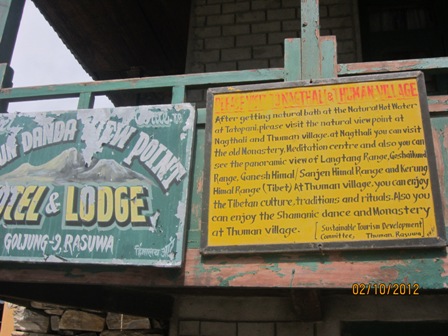 DANDA VIEW POINT
HOTEL & LODGE
GOLJUNG-2, RASUWA
PLEASE VISIT NAGTHALI & THUMAN VILLAGE
After getting natural bath at the Natural Hot Water
at Tatopani, please visit the natural view point at
Nagthali and Thuman village. at Nagthali you can visit
the old Monastery. Meditation centre and also you can
see the panoramic view of Langtang Range, Goshaikund
Range, Ganesh Himal/Sanjen Himal Range and Kerung
Himal Range (Tibet) At Thuman village. you can enjoy
the Tibetan culture, traditions and rituals. Also you
can enjoy the Shamanic dance and Monastery
at Thuman village.
[Sustainable Tourism Development]
[Committee, Thuman, Rasuwa]
02/10/2012